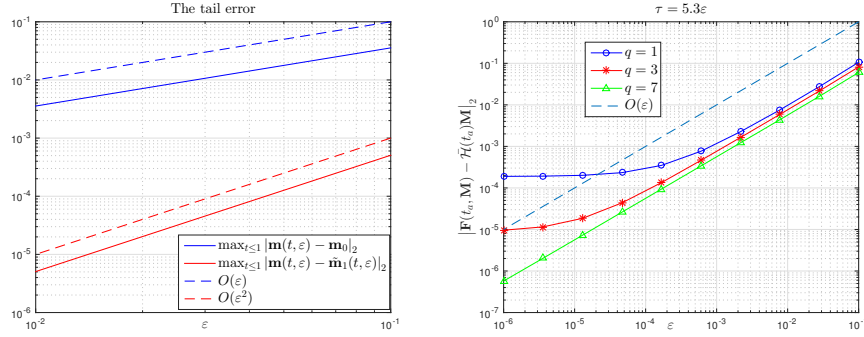 The tail error
10^{-1}
10^{-2}
10^{-3}
10^{-4}
10^{-5}
10^{-6}
10^{-2}
ε
10^{-1}
max_{t≤1} |m(t, ε) − m_0|_2
max_{t≤1} |m(t, ε) − m̃_1(t, ε)|_2
O(ε)
O(ε^2)
τ = 5.3ε
|F(t_a, M) − H̄(t_a)M|_2
10^0
10^{-1}
10^{-2}
10^{-3}
10^{-4}
10^{-5}
10^{-6}
10^{-7}
q = 1
q = 3
q = 7
O(ε)
10^{-6}
10^{-5}
10^{-4}
ε
10^{-3}
10^{-2}
10^{-1}